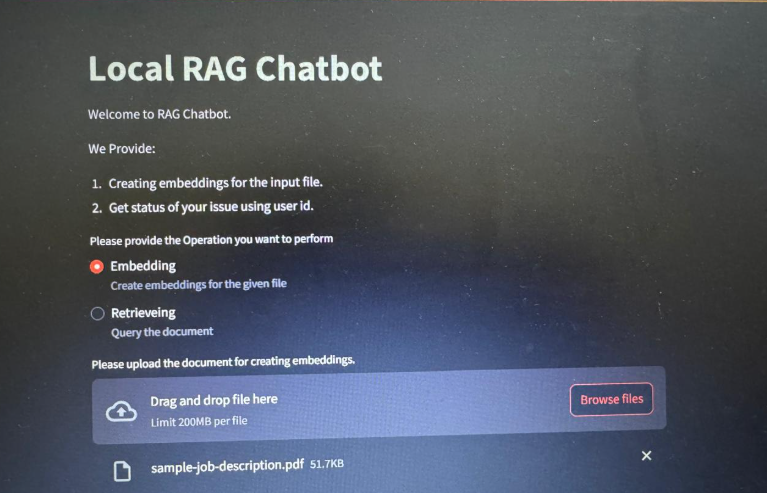 Local RAG Chatbot
Welcome to RAG Chatbot.
We Provide:
1. Creating embeddings for the input file.
2. Get status of your issue using user id.
Please provide the Operation you want to perform
Embedding
Create embeddings for the given file
Retrieveing
Query the document
Please upload the document for creating embeddings.
Drag and drop file here
Limit 200MB per file
Browse files
sample-job-description.pdf 51.7KB